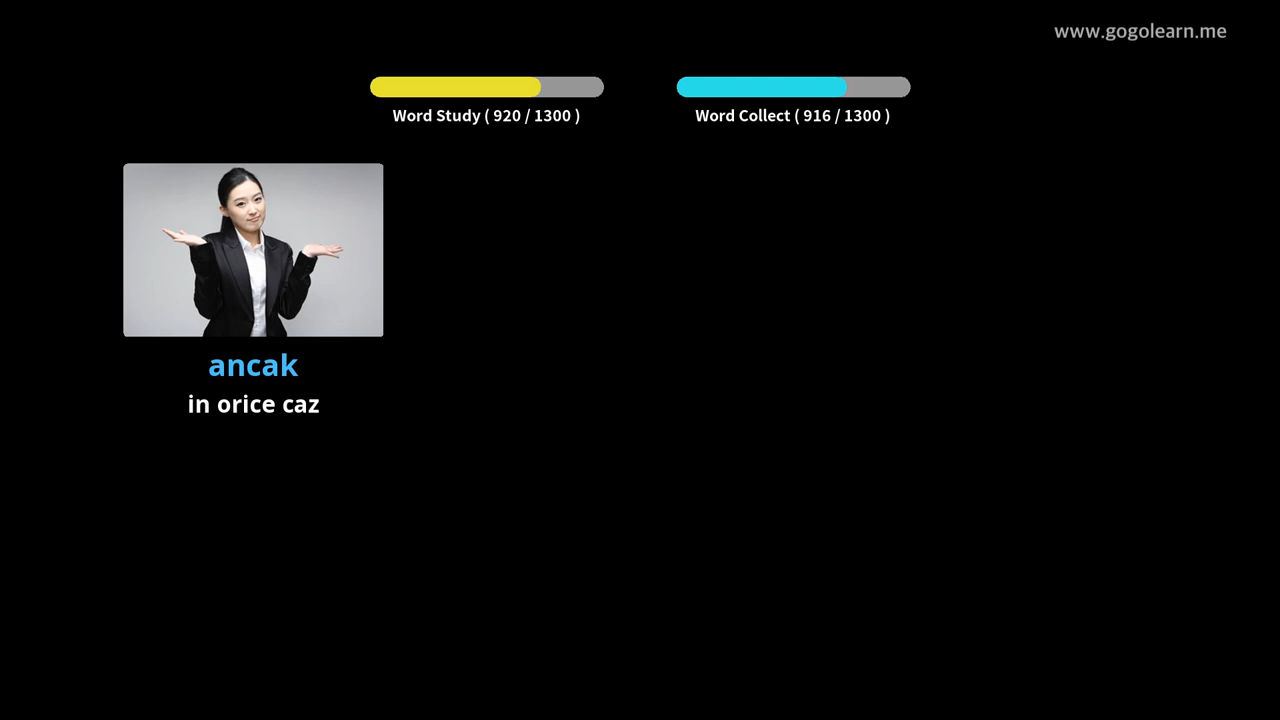 www.gogolearn.me
Word Study ( 920 / 1300 )
Word Collect ( 916 / 1300 )
ancak
in orice caz